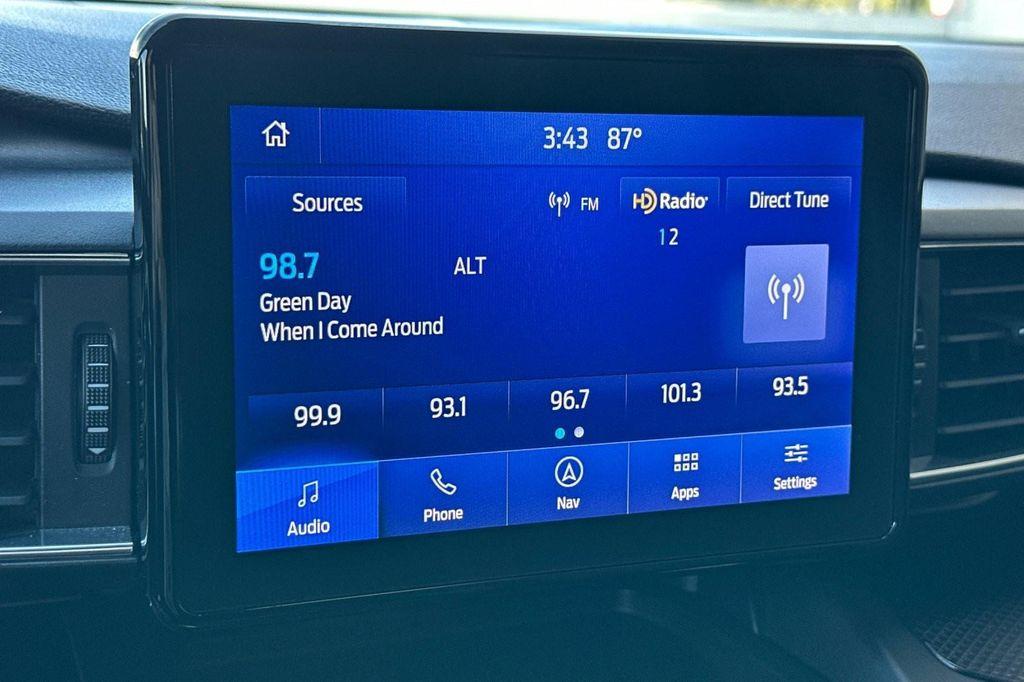 3:43 87°
Sources
FM
HD Radio
Direct Tune
1 2
98.7
ALT
Green Day
When I Come Around
99.9
93.1
96.7
101.3
93.5
Audio
Phone
Nav
Apps
Settings